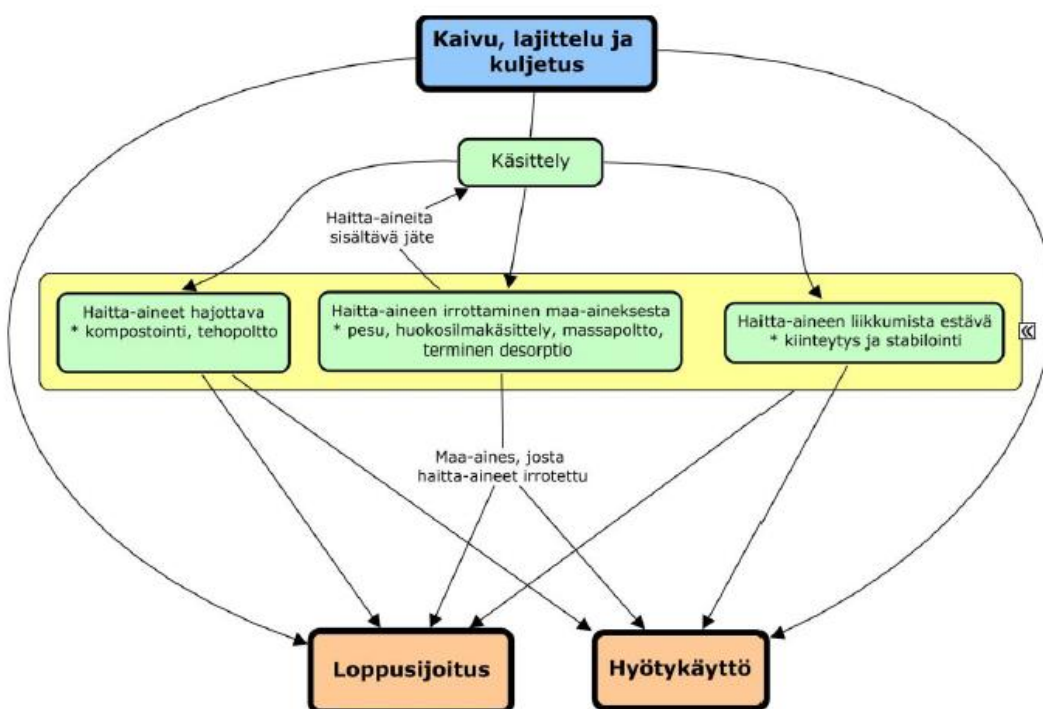 Kaivu, lajittelu ja
kuljetus
Käsittely
Haitta-aineita
sisältävä jäte
Haitta-aineet hajottava
* kompostointi, tehopoltto
Haitta-aineen irrottaminen maa-aineksesta
* pesu, huokosilmakäsittely, massapoltto,
terminen desorptio
Haitta-aineen liikkumista estävä
* kiinteytys ja stabilointi
Maa-aines, josta
haitta-aineet irrotettu
Loppusijoitus
Hyötykäyttö